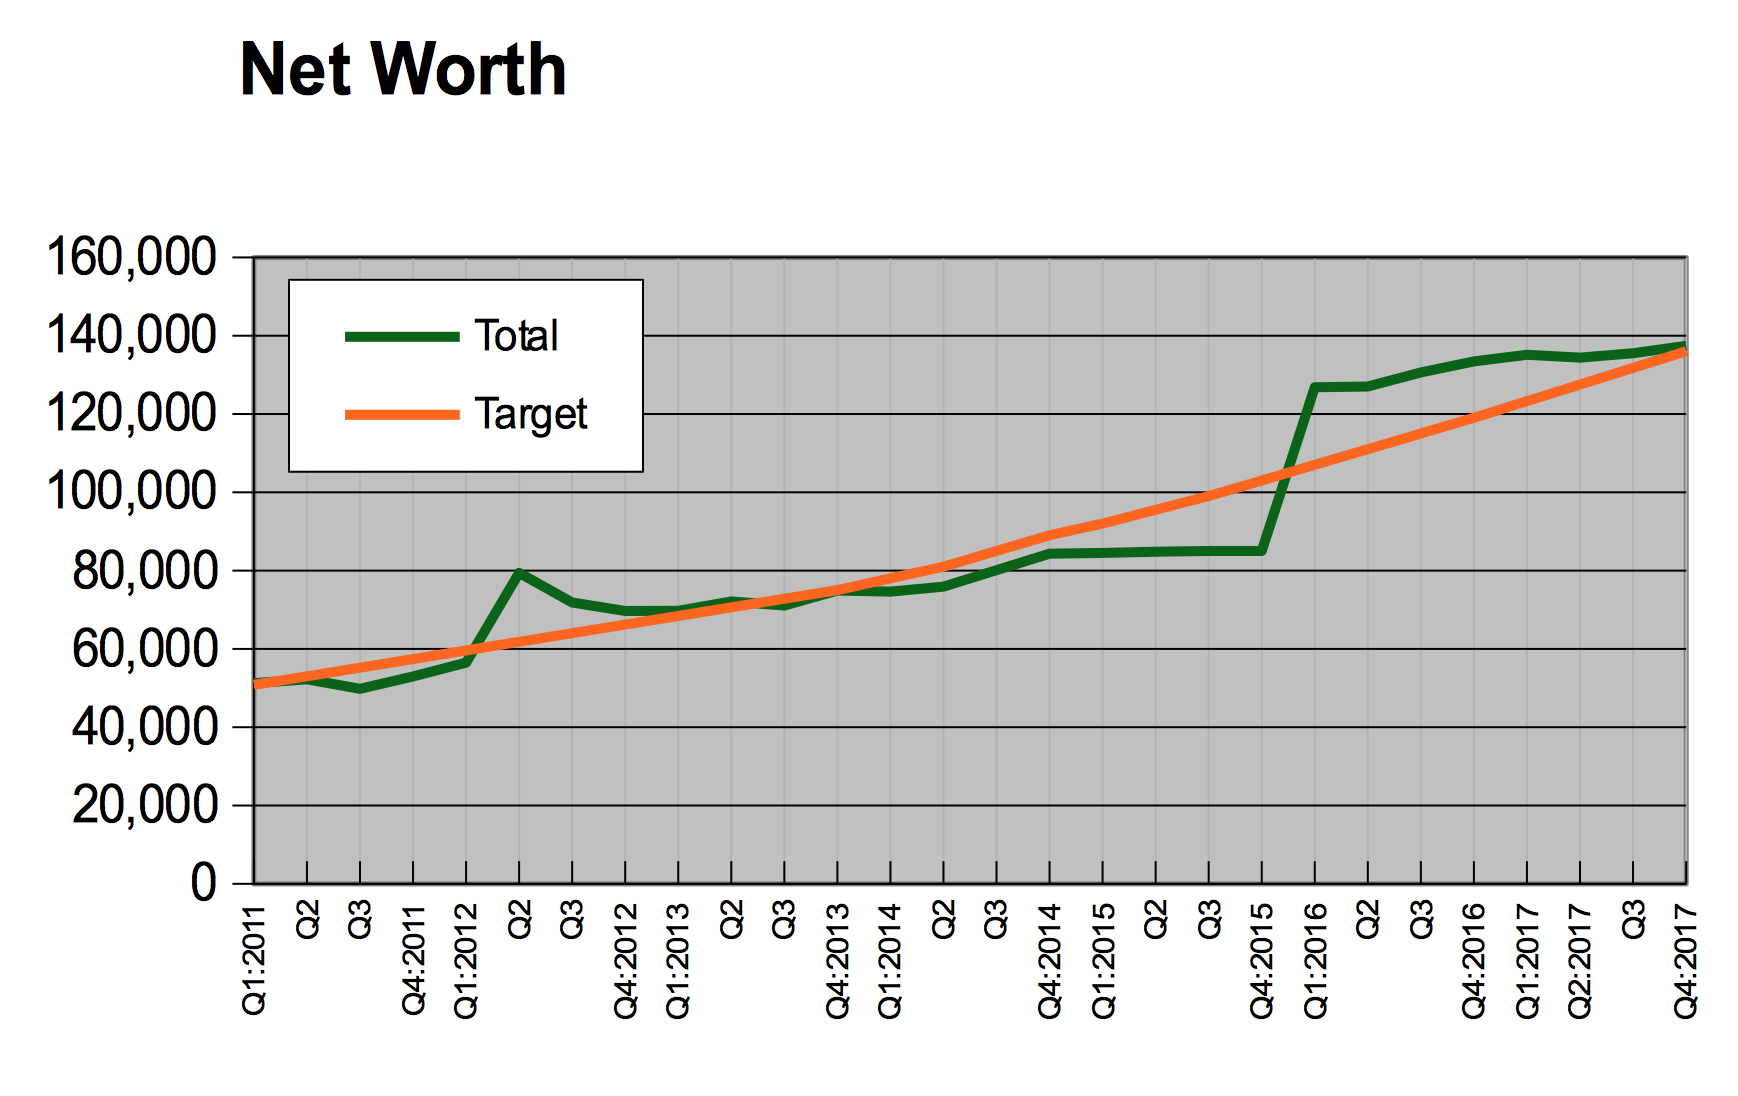 Net Worth
160,000
140,000
120,000
100,000
80,000
60,000
40,000
20,000
0
Total
Target
Q1:2011
Q2
Q3
Q4:2011
Q1:2012
Q2
Q3
Q4:2012
Q1:2013
Q2
Q3
Q4:2013
Q1:2014
Q2
Q3
Q4:2014
Q1:2015
Q2
Q3
Q4:2015
Q1:2016
Q2
Q3
Q4:2016
Q1:2017
Q2:2017
Q3
Q4:2017